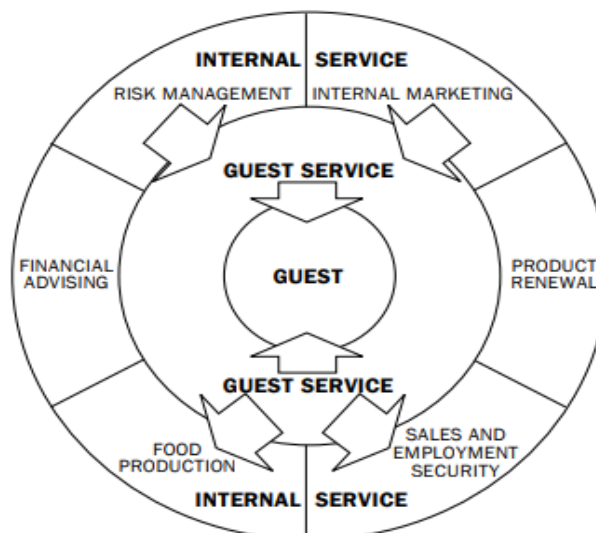 INTERNAL SERVICE
RISK MANAGEMENT INTERNAL MARKETING
GUEST SERVICE
FINANCIAL
ADVISING
GUEST
PRODUCT
RENEWAL
GUEST SERVICE
FOOD
PRODUCTION
SALES AND
EMPLOYMENT
SECURITY
INTERNAL SERVICE